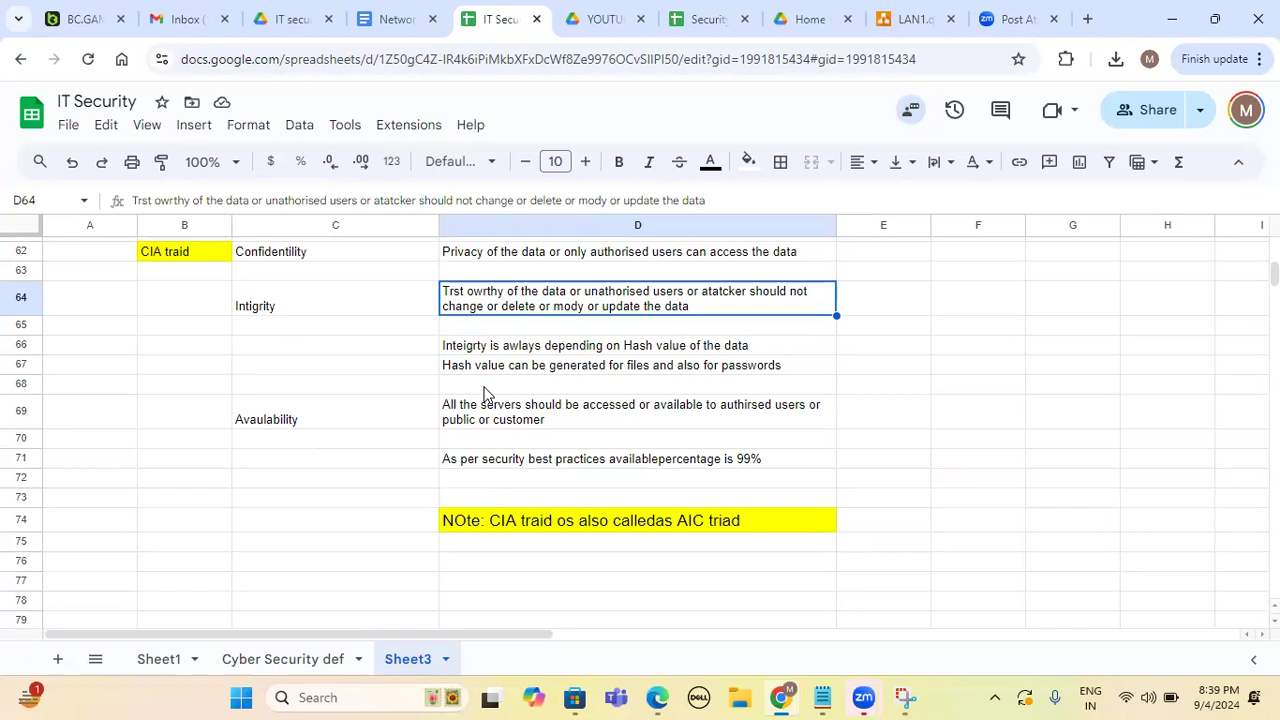 BC.GA
Inbox
IT secur
Netwo
IT Secu
YOUTU
Security
Home
LAN1.c
Post At
docs.google.com/spreadsheets/d/1Z50gC4Z-IR4k6iPiMkbXFxDcWf8Ze9976OCvSIIPI50/edit?gid=1991815434#gid=1991815434
M
Finish update
IT Security
Share
M
File Edit View Insert Format Data Tools Extensions Help
100% $ % .0 .00 123 Defaul... 10 B I A
D64 fx Trst owrthy of the data or unathorised users or atatcker should not change or delete or mody or update the data
A B C D E F G H I
62 CIA traid Confidentility Privacy of the data or only authorised users can access the data
63
64 Intigrity Trst owrthy of the data or unathorised users or atatcker should not
change or delete or mody or update the data
65
66 Inteigrty is awlays depending on Hash value of the data
67 Hash value can be generated for files and also for passwords
68
69 Avaulability All the servers should be accessed or available to authirsed users or
public or customer
70
71 As per security best practices availablepercentage is 99%
72
73
74 NOte: CIA traid os also calledas AIC triad
75
76
77
78
79
Sheet1 Cyber Security def Sheet3
1
Search
DELL
M
zm
ENG
IN
8:39 PM
9/4/2024